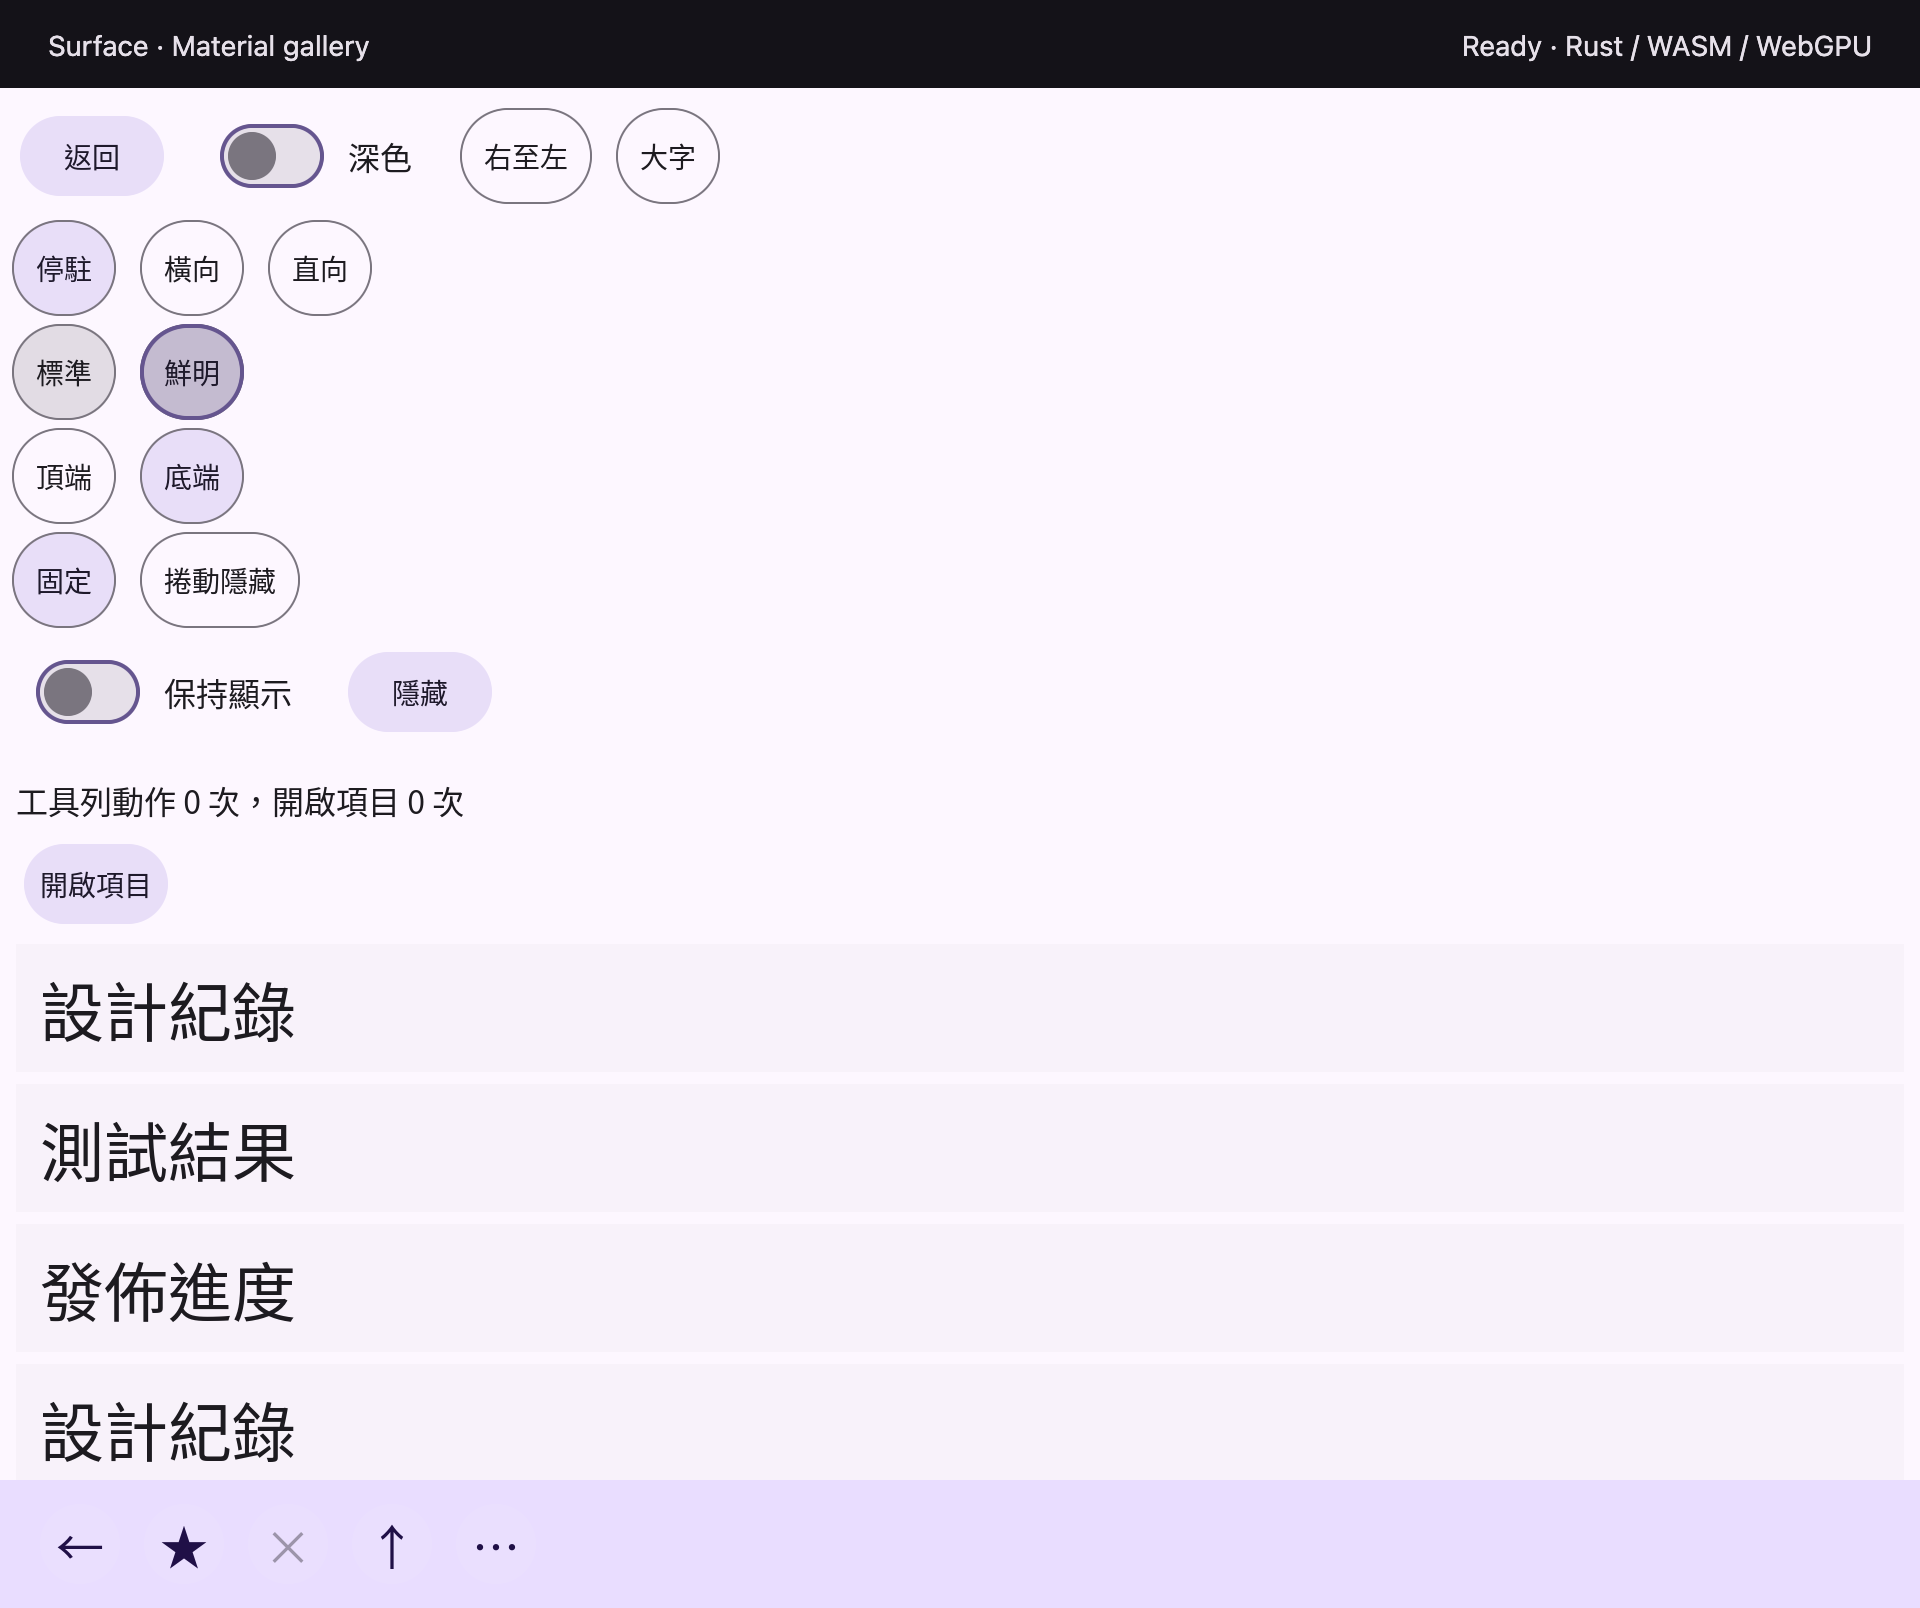 Surface · Material gallery
Ready · Rust / WASM / WebGPU
返回 深色 右至左 大字
停駐 橫向 直向
標準 鮮明
頂端 底端
固定 捲動隱藏
保持顯示 隱藏
工具列動作 0 次，開啟項目 0 次
開啟項目
設計紀錄
測試結果
發佈進度
設計紀錄